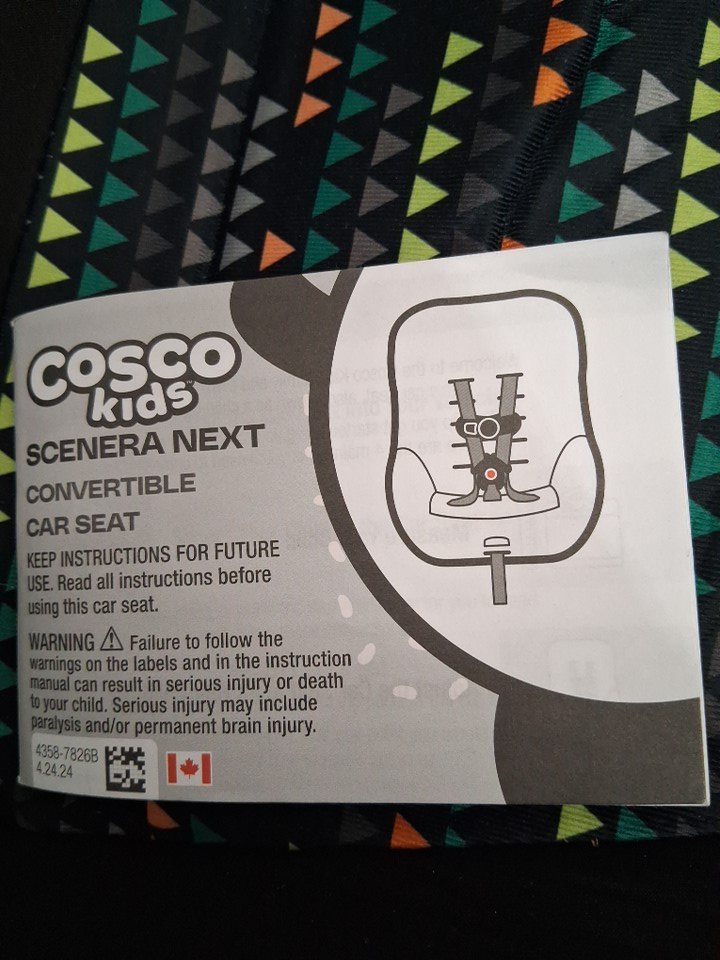 COSCO
kids™
SCENERA NEXT
CONVERTIBLE
CAR SEAT
KEEP INSTRUCTIONS FOR FUTURE
USE. Read all instructions before
using this car seat.
WARNING ⚠ Failure to follow the
warnings on the labels and in the instruction
manual can result in serious injury or death
to your child. Serious injury may include
paralysis and/or permanent brain injury.
4358-7826B
4.24.24